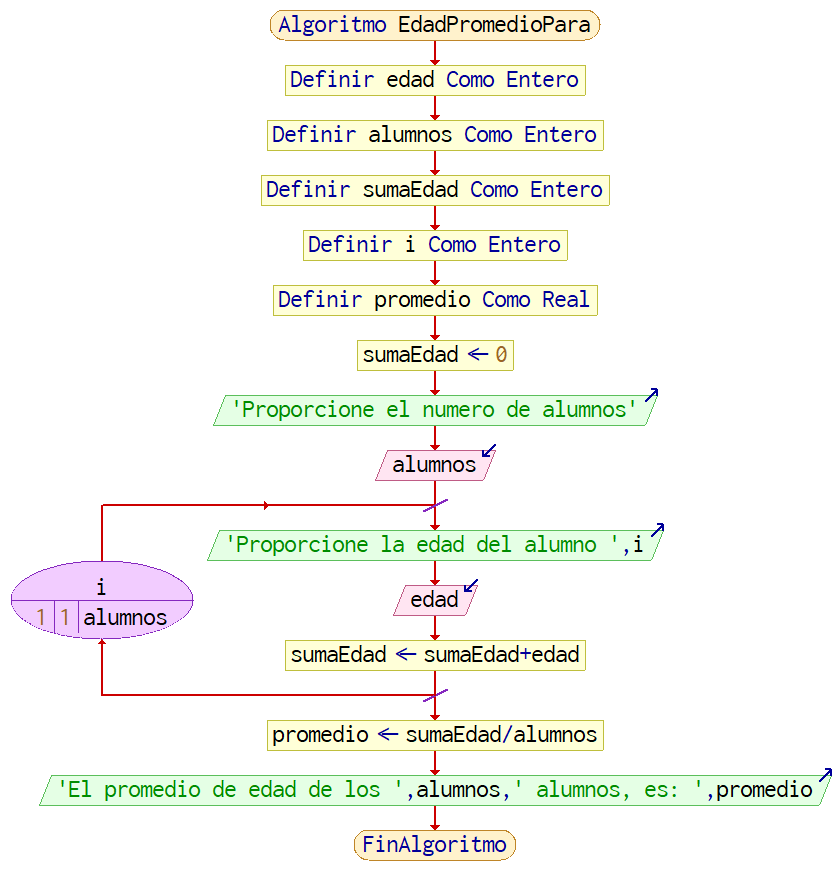 Algoritmo EdadPromedioPara
Definir edad Como Entero
Definir alumnos Como Entero
Definir sumaEdad Como Entero
Definir i Como Entero
Definir promedio Como Real
sumaEdad ← 0
'Proporcione el numero de alumnos'
alumnos
i
1 1 alumnos
'Proporcione la edad del alumno ',i
edad
sumaEdad ← sumaEdad+edad
promedio ← sumaEdad/alumnos
'El promedio de edad de los ',alumnos,' alumnos, es: ',promedio
FinAlgoritmo